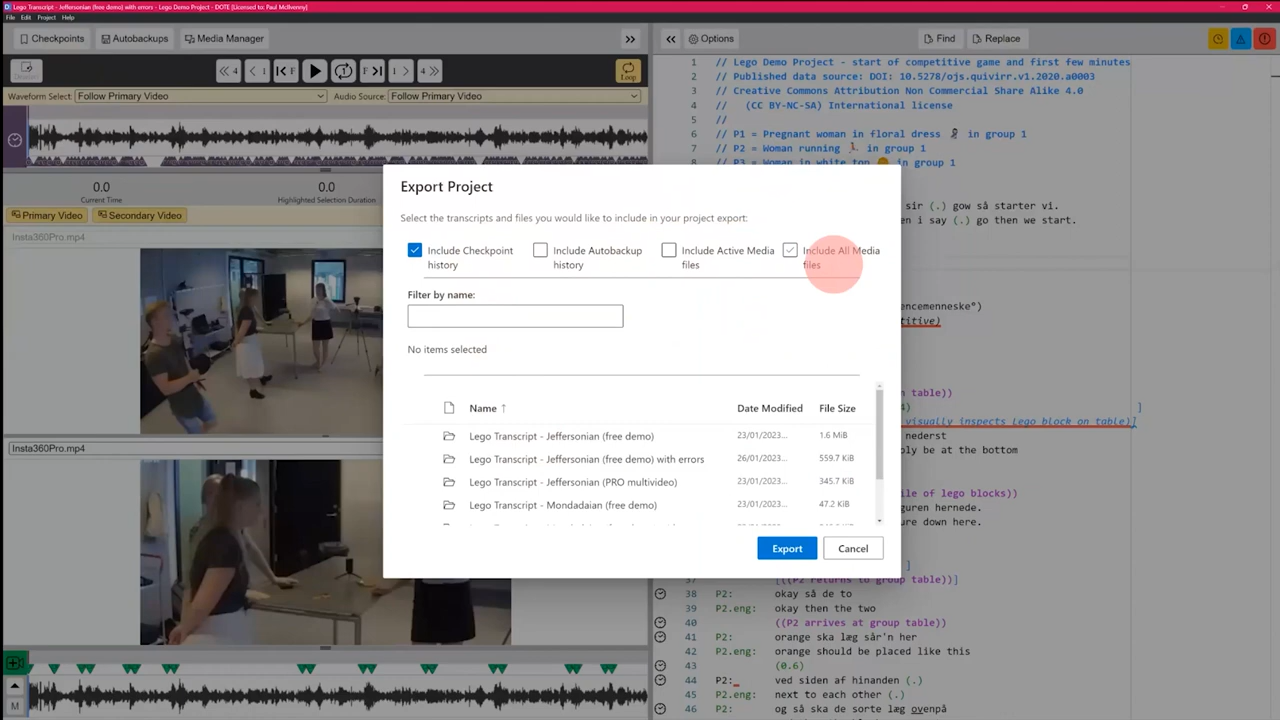 Lego Transcript - Jeffersonian (free demo) with errors - Lego Demo Project - DOTE [Licensed to: Paul McIlvenny]
File Edit Project Help
Checkpoints Autobackups Media Manager
Options Find Replace
4 1 F 1 F 1 4
Loop
Waveform Select: Follow Primary Video Audio Source: Follow Primary Video
0.0 0.0
Current Time Highlighted Selection Duration
Primary Video Secondary Video
Insta360Pro.mp4
Insta360Pro.mp4
M
1 // Lego Demo Project - start of competitive game and first few minutes
2 // Published data source: DOI: 10.5278/ojs.quivirr.v1.2020.a0003
3 // Creative Commons Attribution Non Commercial Share Alike 4.0
4 // (CC BY-NC-SA) International license
5 //
6 // P1 = Pregnant woman in floral dress in group 1
7 // P2 = Woman running in group 1
8 // P3 = Woman in white top in group 1
sir (.) gow så starter vi.
n i say (.) go then we start.
encemenneske°)
titive)
on table))
4) ]
visually inspects Lego block on table)]
nederst
ly be at the bottom
ile of lego blocks))
guren hernede.
ure down here.
]
37 [((P2 returns to group table))]
38 P2: okay så de to
39 P2.eng: okay then the two
40 ((P2 arrives at group table))
41 P2: orange ska læg sår'n her
42 P2.eng: orange should be placed like this
43 (0.6)
44 P2: ved siden af hinanden (.)
45 P2.eng: next to each other (.)
46 P2: og så ska de sorte læg ovenpå
Export Project
Select the transcripts and files you would like to include in your project export:
Include Checkpoint history
Include Autobackup history
Include Active Media files
Include All Media files
Filter by name:
No items selected
Name ↑ Date Modified File Size
Lego Transcript - Jeffersonian (free demo) 23/01/2023... 1.6 MiB
Lego Transcript - Jeffersonian (free demo) with errors 26/01/2023... 559.7 KiB
Lego Transcript - Jeffersonian (PRO multivideo) 23/01/2023... 345.7 KiB
Lego Transcript - Mondadaian (free demo) 23/01/2023... 47.2 KiB
Export Cancel